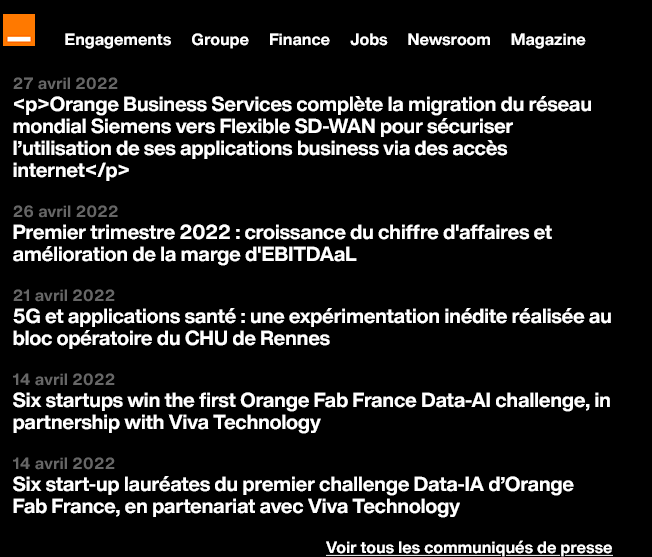 Engagements Groupe Finance Jobs Newsroom Magazine
27 avril 2022
<p>Orange Business Services complète la migration du réseau
mondial Siemens vers Flexible SD-WAN pour sécuriser
l’utilisation de ses applications business via des accès
internet</p>
26 avril 2022
Premier trimestre 2022 : croissance du chiffre d'affaires et
amélioration de la marge d'EBITDAaL
21 avril 2022
5G et applications santé : une expérimentation inédite réalisée au
bloc opératoire du CHU de Rennes
14 avril 2022
Six startups win the first Orange Fab France Data-AI challenge, in
partnership with Viva Technology
14 avril 2022
Six start-up lauréates du premier challenge Data-IA d’Orange
Fab France, en partenariat avec Viva Technology
Voir tous les communiqués de presse